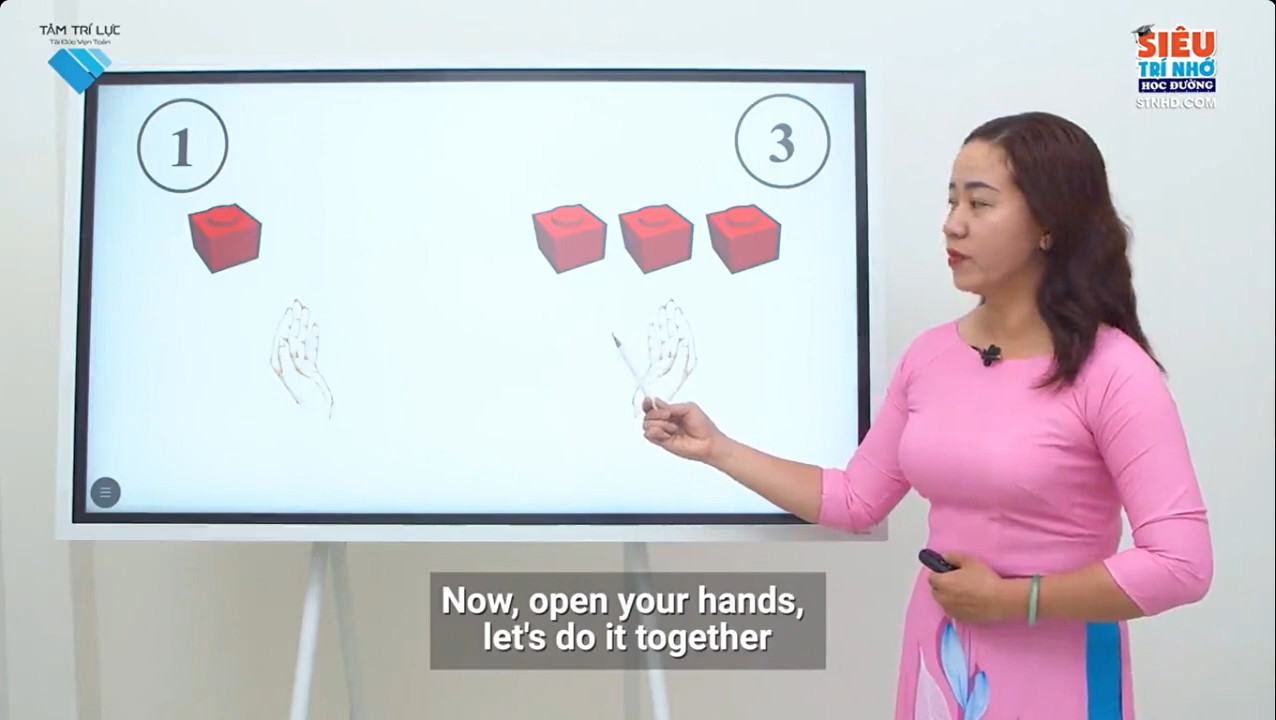 TÂM TRÍ LỰC
Tài Đức Vẹn Toàn
SIÊU
TRÍ NHỚ
HỌC ĐƯỜNG
STNHD.COM
1
3
Now, open your hands,
let's do it together